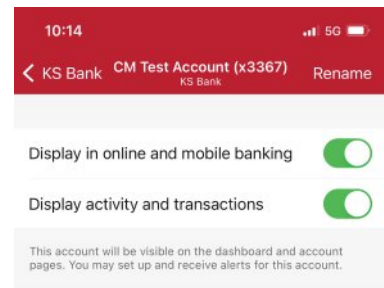 10:14
5G
KS Bank
CM Test Account (x3367)
KS Bank
Rename
Display in online and mobile banking
Display activity and transactions
This account will be visible on the dashboard and account
pages. You may set up and receive alerts for this account.